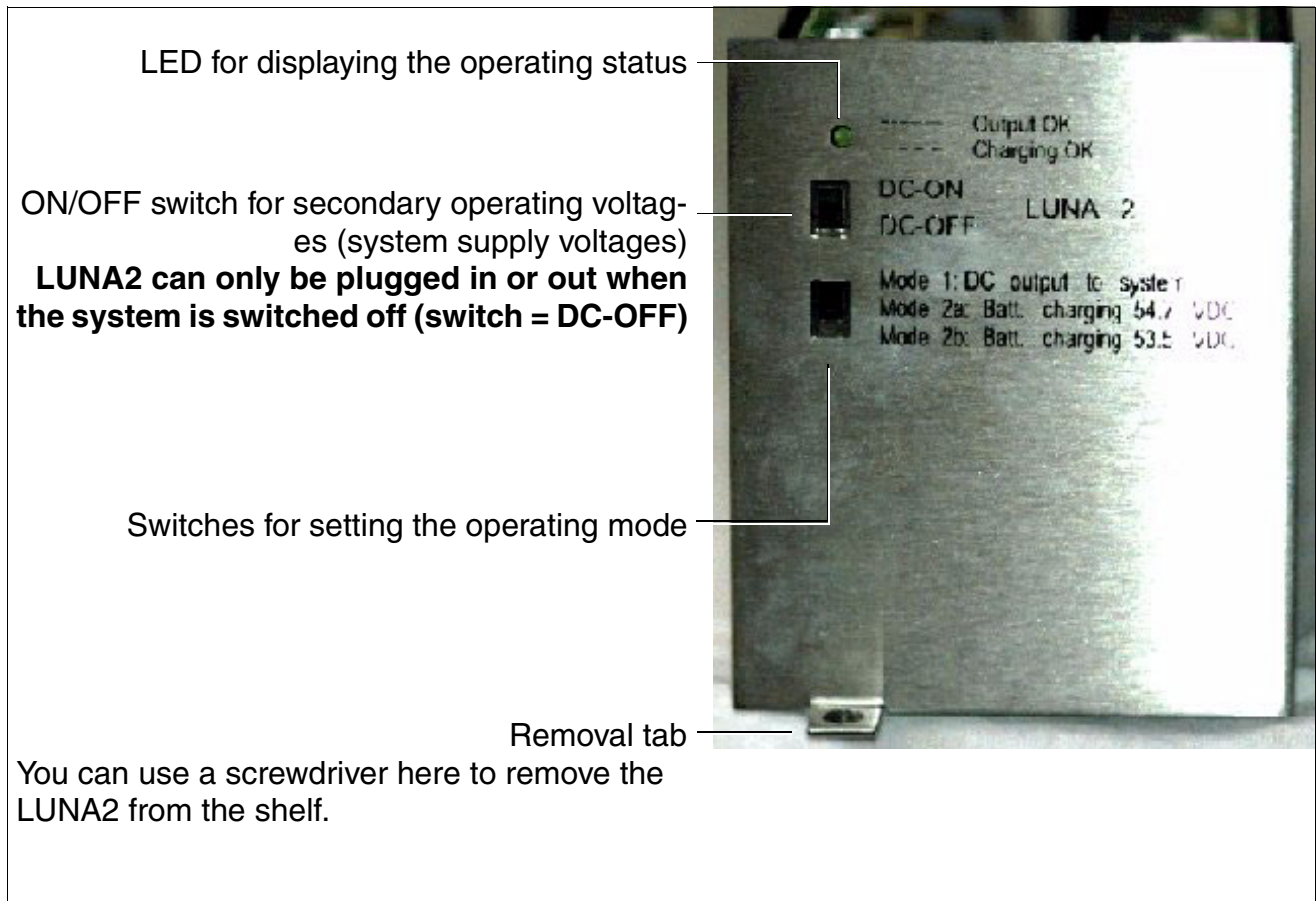 LED for displaying the operating status
Output OK
Charging OK
ON/OFF switch for secondary operating voltag-
es (system supply voltages)
LUNA2 can only be plugged in or out when
the system is switched off (switch = DC-OFF)
DC-ON
DC-OFF
LUNA 2
Mode 1: DC output to
Mode 2a: Batt. charging VDC
Mode 2b: Batt. charging VDC
Switches for setting the operating mode
Removal tab
You can use a screwdriver here to remove the
LUNA2 from the shelf.